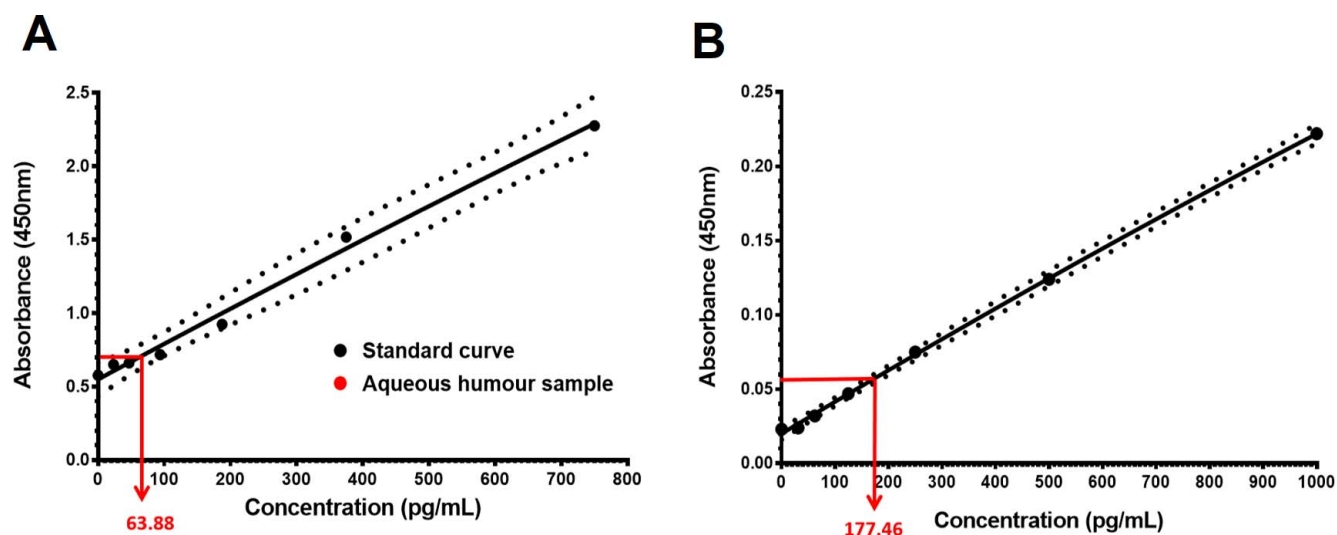 A
B
2.5
2.0
1.5
1.0
0.5
0.0
Absorbance (450nm)
Standard curve
Aqueous humour sample
0 100 200 300 400 500 600 700 800
Concentration (pg/mL)
63.88
0.25
0.20
0.15
0.10
0.05
0.00
Absorbance (450nm)
0 100 200 300 400 500 600 700 800 900 1000
Concentration (pg/mL)
177.46